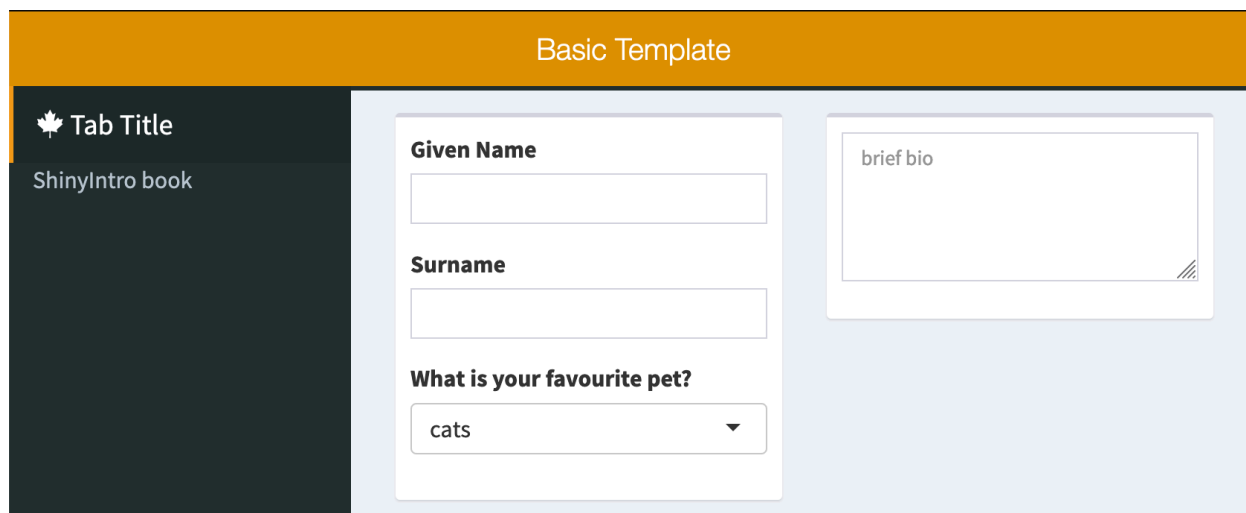 Basic Template
Tab Title
ShinyIntro book
Given Name
Surname
What is your favourite pet?
cats
brief bio